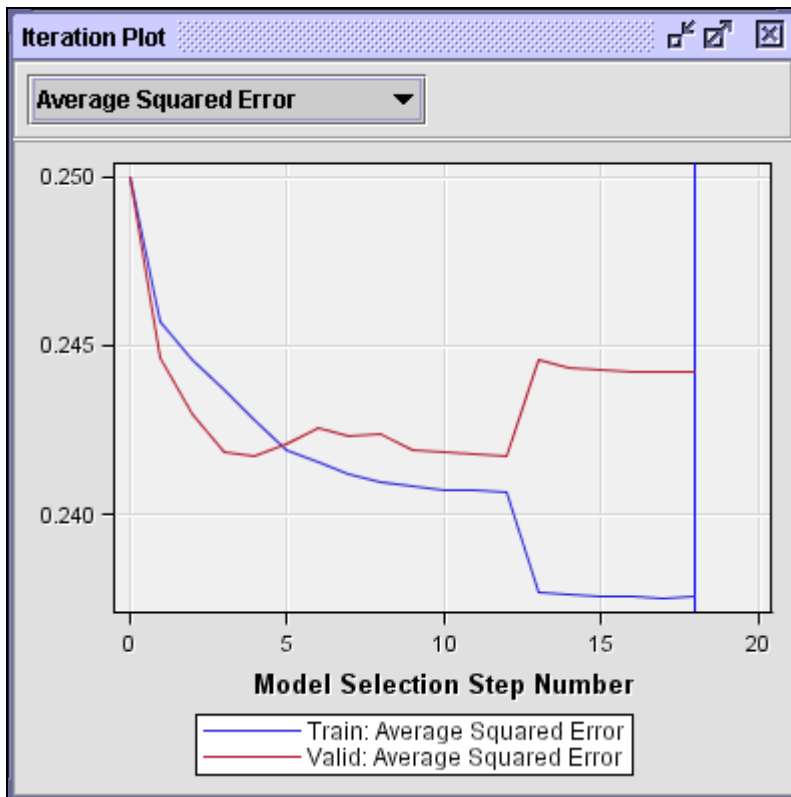 Iteration Plot
Average Squared Error
0.250
0.245
0.240
0 5 10 15 20
Model Selection Step Number
Train: Average Squared Error
Valid: Average Squared Error